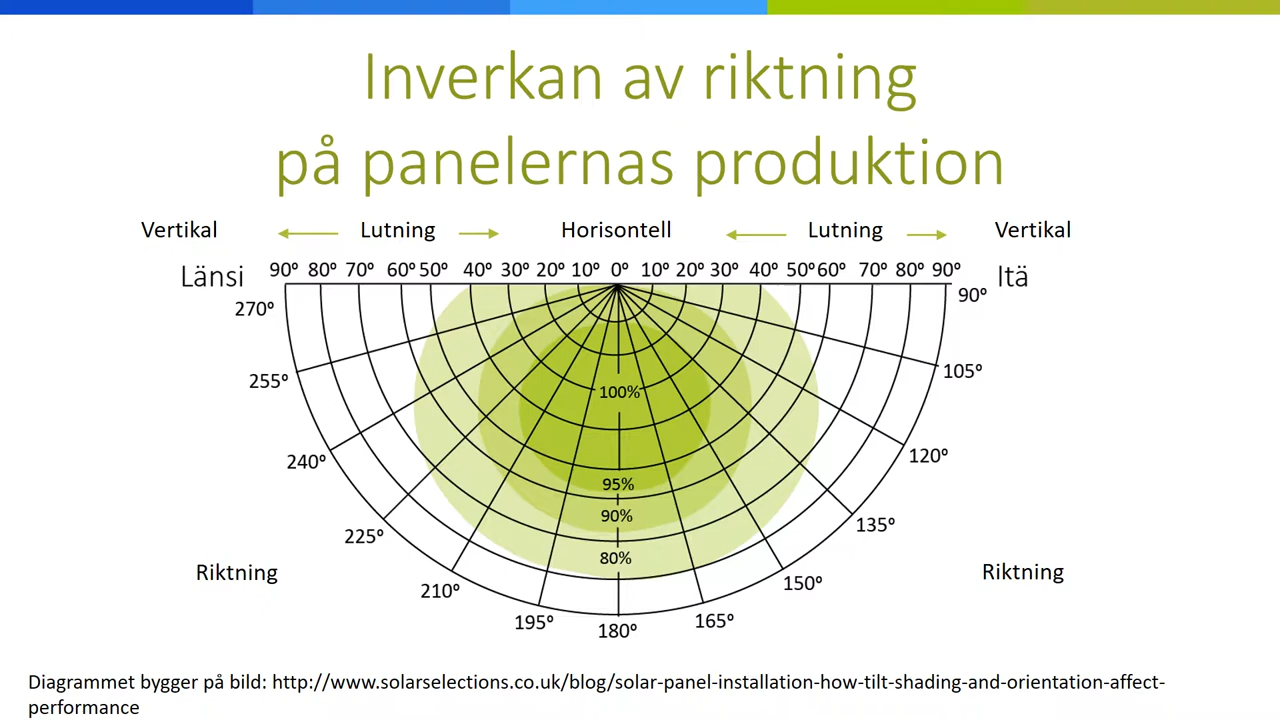 Inverkan av riktning
på panelernas produktion
Vertikal Lutning Horisontell Lutning Vertikal
Länsi 90º 80º 70º 60º 50º 40º 30º 20º 10º 0º 10º 20º 30º 40º 50º 60º 70º 80º 90º Itä
270º 90º
255º 105º
100%
240º 120º
95%
90%
225º 135º
80%
Riktning Riktning
210º 150º
195º 165º
180º
Diagrammet bygger på bild: http://www.solarselections.co.uk/blog/solar-panel-installation-how-tilt-shading-and-orientation-affect-
performance